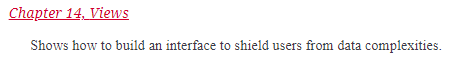 Chapter 14, Views
Shows how to build an interface to shield users from data complexities.